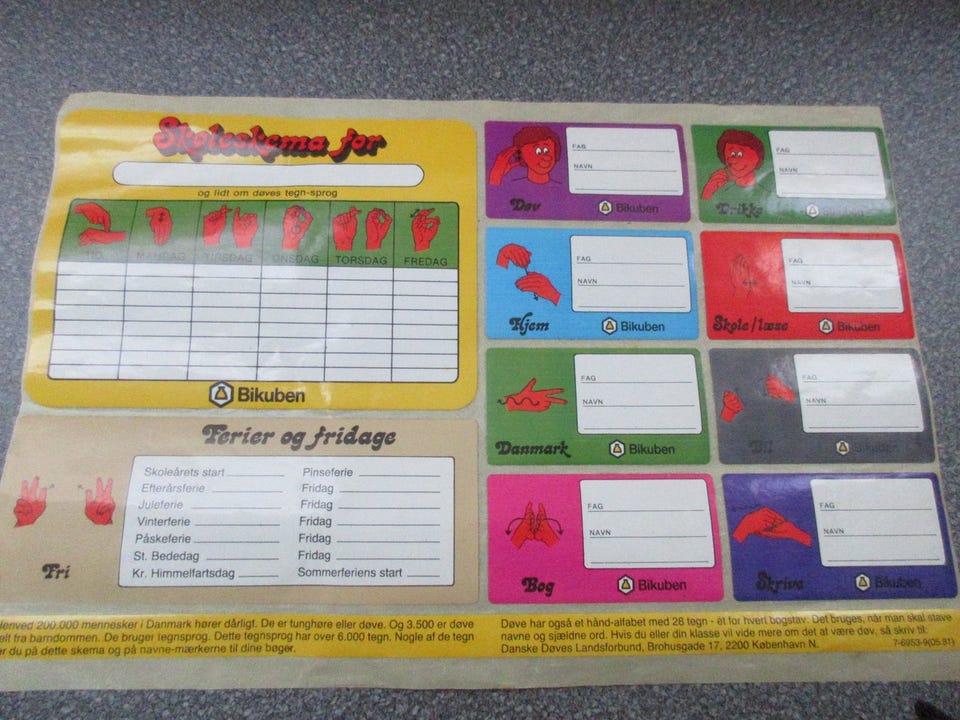 Skoleskema for
og lidt om døves tegn-sprog
TID MANDAG TIRSDAG ONSDAG TORSDAG FREDAG
Bikuben
Ferier og fridage
Skoleårets start
Efterårsferie
Juleferie
Vinterferie
Påskeferie
St. Bededag
Kr. Himmelfartsdag
Pinseferie
Fridag
Fridag
Fridag
Fridag
Fridag
Sommerferiens start
Fri
FAG
NAVN
Døv
Bikuben
FAG
NAVN
Drikke
Bikuben
FAG
NAVN
Hjem
Bikuben
FAG
NAVN
Skole/læse
Bikuben
FAG
NAVN
Danmark
Bikuben
FAG
NAVN
Bil
Bikuben
FAG
NAVN
Bog
Bikuben
FAG
NAVN
Skrive
Bikuben
200.000 mennesker i Danmark hører dårligt. De er tunghøre eller døve. Og 3.500 er døve
fra barndommen. De bruger tegnsprog. Dette tegnsprog har over 6.000 tegn. Nogle af de tegn
du på dette skema og på navne-mærkerne til dine bøger.
Døve har også et hånd-alfabet med 28 tegn - ét for hvert bogstav. Det bruges, når man skal stave
navne og sjældne ord. Hvis du eller din klasse vil vide mere om det at være døv, så skriv til:
Danske Døves Landsforbund, Brohusgade 17, 2200 København N.
7-6953-9(05.81)